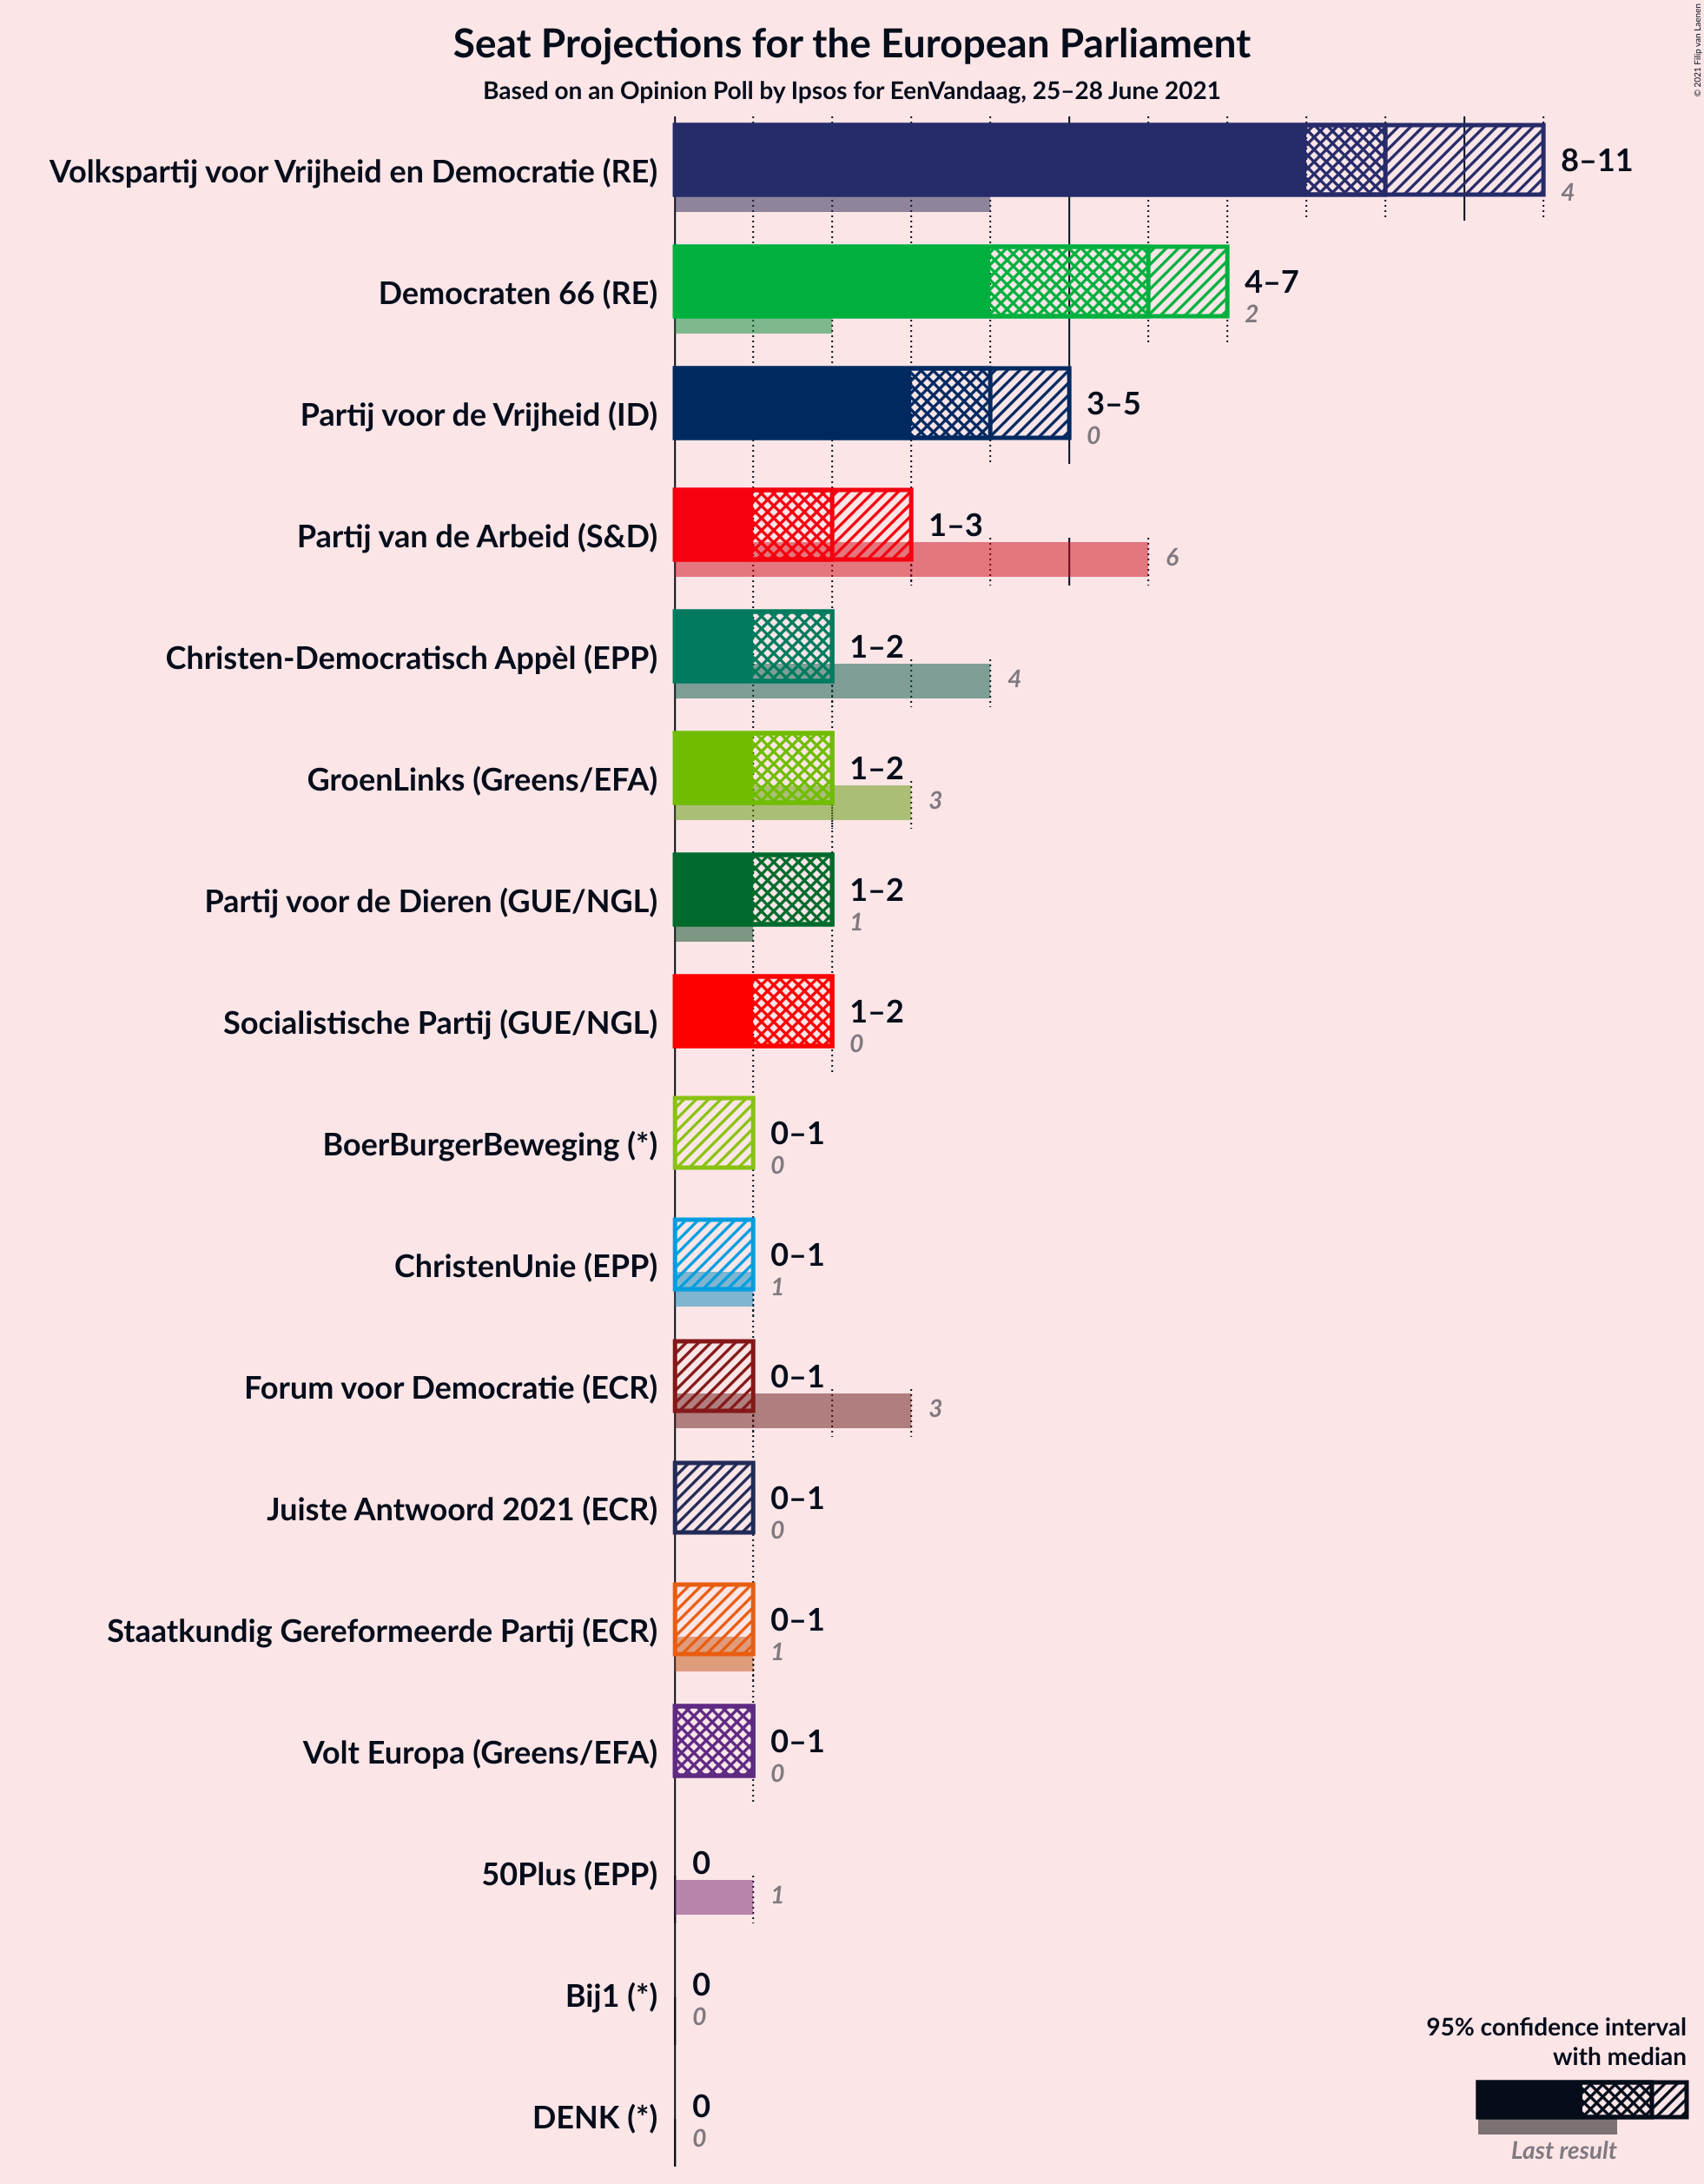 Seat Projections for the European Parliament
Based on an Opinion Poll by Ipsos for EenVandaag, 25–28 June 2021
© 2021 Filip van Laenen
Volkspartij voor Vrijheid en Democratie (RE)
8–11
4
Democraten 66 (RE)
4–7
2
Partij voor de Vrijheid (ID)
3–5
0
Partij van de Arbeid (S&D)
1–3
6
Christen-Democratisch Appèl (EPP)
1–2
4
GroenLinks (Greens/EFA)
1–2
3
Partij voor de Dieren (GUE/NGL)
1–2
1
Socialistische Partij (GUE/NGL)
1–2
0
BoerBurgerBeweging (*)
0–1
0
ChristenUnie (EPP)
0–1
1
Forum voor Democratie (ECR)
0–1
3
Juiste Antwoord 2021 (ECR)
0–1
0
Staatkundig Gereformeerde Partij (ECR)
0–1
1
Volt Europa (Greens/EFA)
0–1
0
50Plus (EPP)
0
1
Bij1 (*)
0
0
DENK (*)
0
0
95% confidence interval
with median
Last result